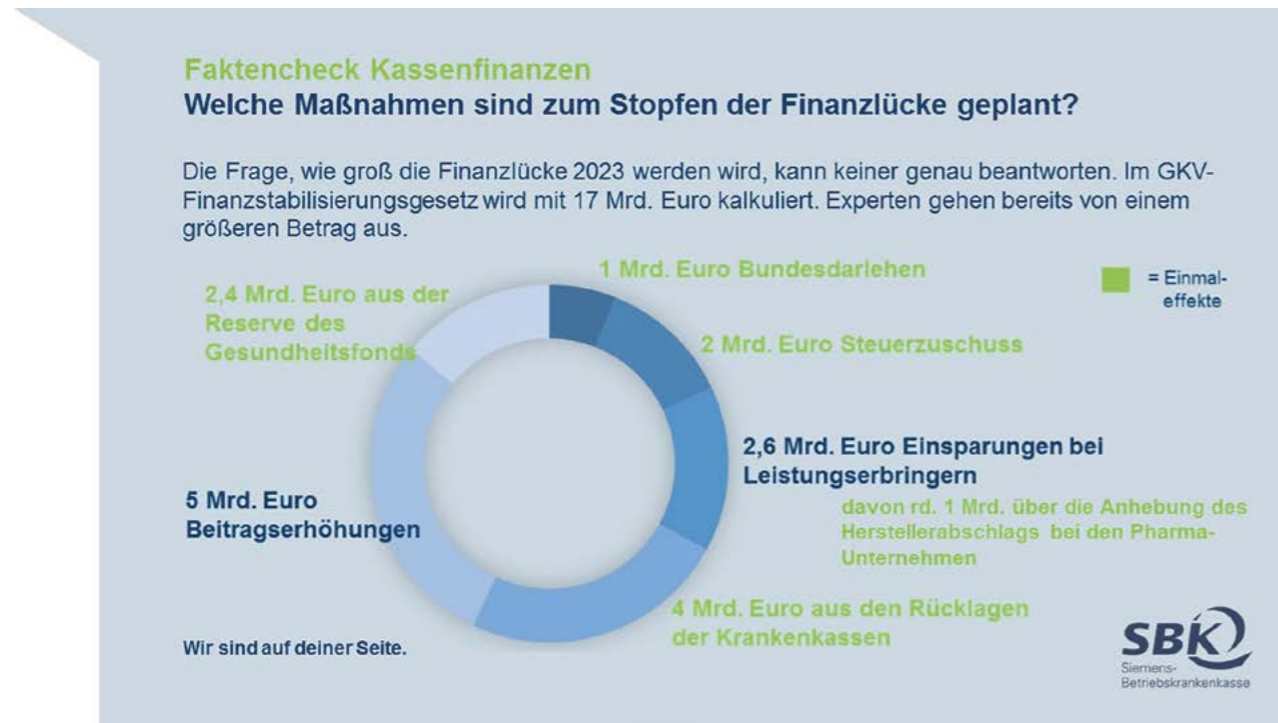 Faktencheck Kassenfinanzen
Welche Maßnahmen sind zum Stopfen der Finanzlücke geplant?
Die Frage, wie groß die Finanzlücke 2023 werden wird, kann keiner genau beantworten. Im GKV-
Finanzstabilisierungsgesetz wird mit 17 Mrd. Euro kalkuliert. Experten gehen bereits von einem
größeren Betrag aus.
1 Mrd. Euro Bundesdarlehen
= Einmal-
effekte
2,4 Mrd. Euro aus der
Reserve des
Gesundheitsfonds
2 Mrd. Euro Steuerzuschuss
2,6 Mrd. Euro Einsparungen bei
Leistungserbringern
davon rd. 1 Mrd. über die Anhebung des
Herstellerabschlags bei den Pharma-
Unternehmen
5 Mrd. Euro
Beitragserhöhungen
4 Mrd. Euro aus den Rücklagen
der Krankenkassen
Wir sind auf deiner Seite.
SBK
Siemens-
Betriebskrankenkasse